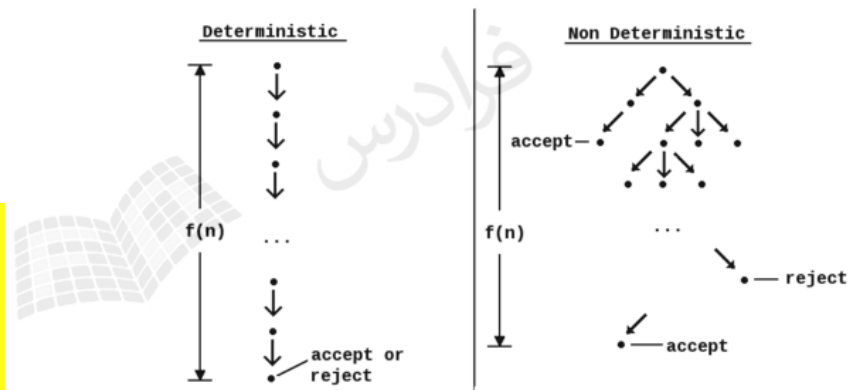 Deterministic
f(n)
...
accept or
reject
Non Deterministic
accept
f(n)
...
reject
accept
فرادرس